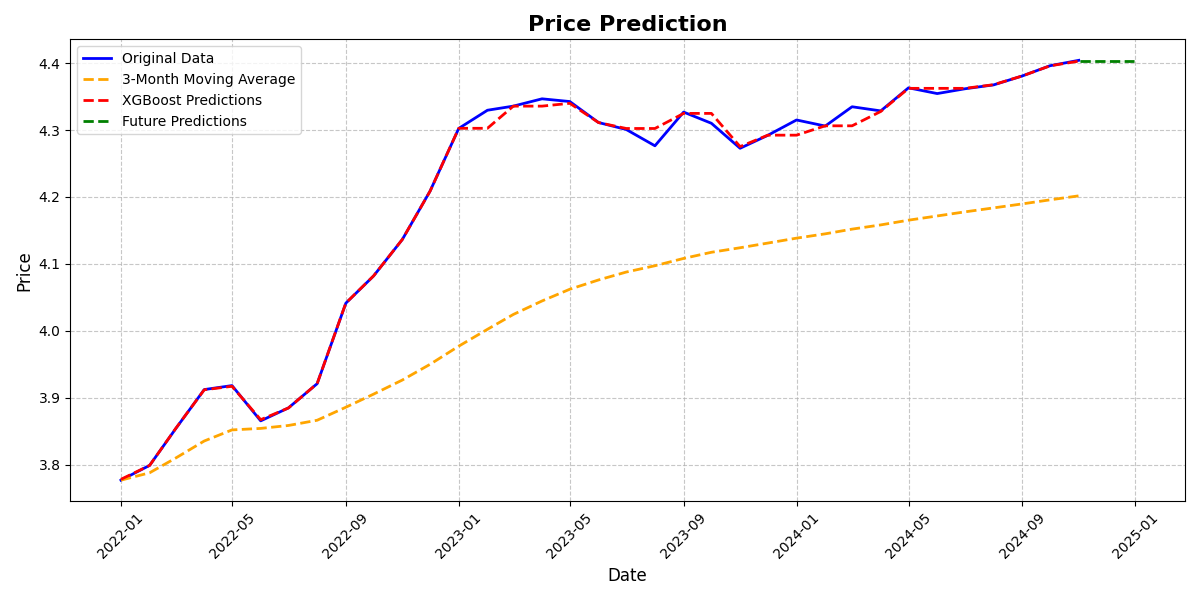 Price Prediction
Original Data
3-Month Moving Average
XGBoost Predictions
Future Predictions
4.4
4.3
4.2
4.1
4.0
3.9
3.8
Price
2022-01
2022-05
2022-09
2023-01
2023-05
2023-09
2024-01
2024-05
2024-09
2025-01
Date